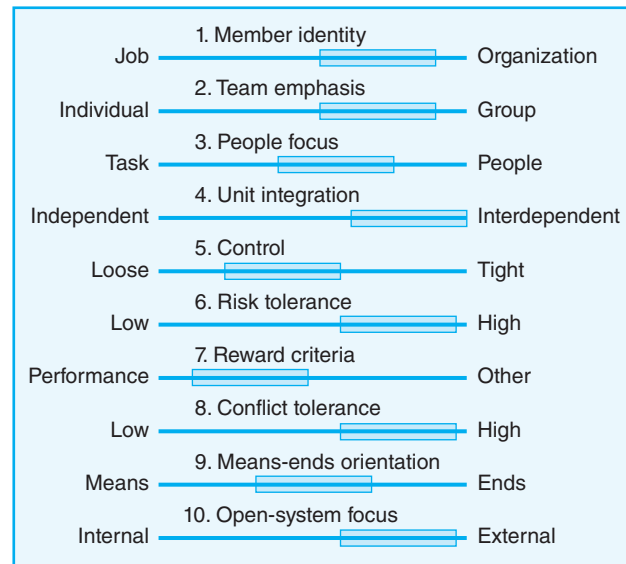 1. Member identity
Job Organization
2. Team emphasis
Individual Group
3. People focus
Task People
4. Unit integration
Independent Interdependent
5. Control
Loose Tight
6. Risk tolerance
Low High
7. Reward criteria
Performance Other
8. Conflict tolerance
Low High
9. Means-ends orientation
Means Ends
10. Open-system focus
Internal External